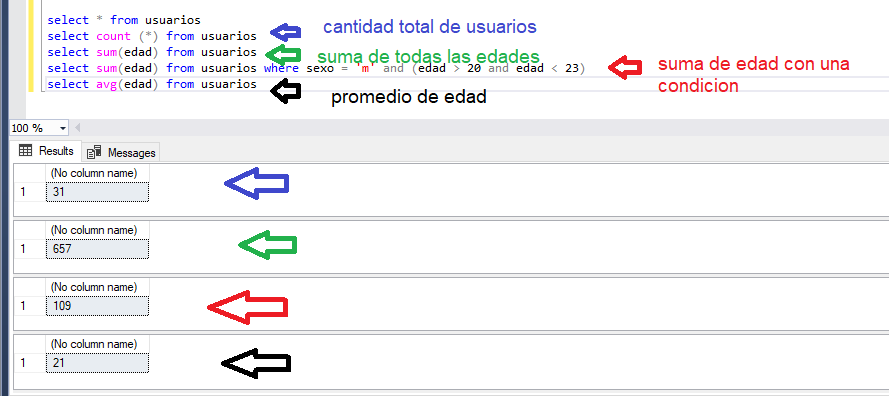 select * from usuarios
select count (*) from usuarios
cantidad total de usuarios
select sum(edad) from usuarios
suma de todas las edades
select sum(edad) from usuarios where sexo = 'm' and (edad > 20 and edad < 23)
suma de edad con una
condicion
select avg(edad) from usuarios
promedio de edad
100 %
Results Messages
(No column name)
1 31
(No column name)
1 657
(No column name)
1 109
(No column name)
1 21